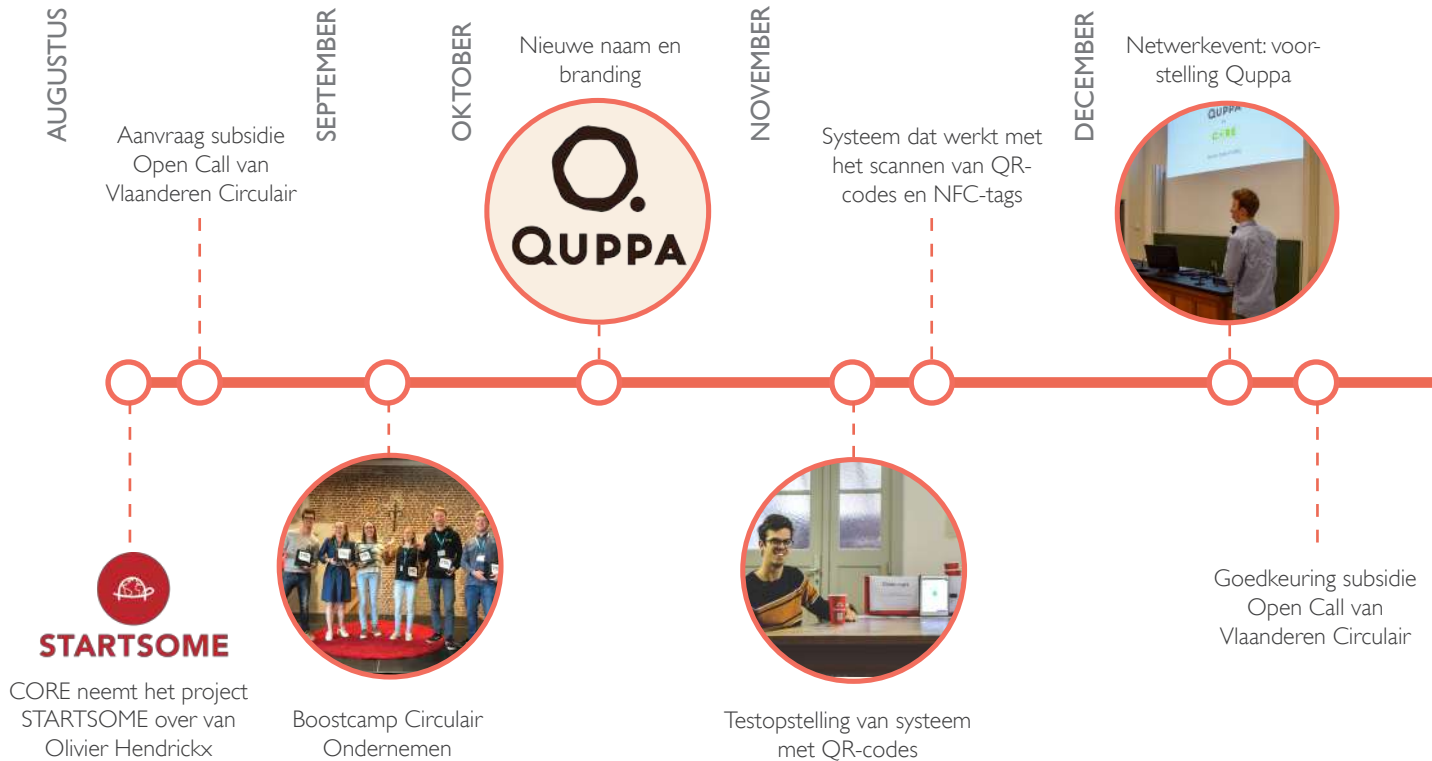 AUGUSTUS
SEPTEMBER
OKTOBER
NOVEMBER
DECEMBER
Aanvraag subsidie
Open Call van
Vlaanderen Circulair
Nieuwe naam en
branding
QUPPA
Systeem dat werkt met
het scannen van QR-
codes en NFC-tags
Netwerkevent: voor-
stelling Quppa
QUPPA
CORE
STARTSOME
CORE neemt het project
STARTSOME over van
Olivier Hendrickx
Boostcamp Circulair
Ondernemen
Testopstelling van systeem
met QR-codes
Goedkeuring subsidie
Open Call van
Vlaanderen Circulair